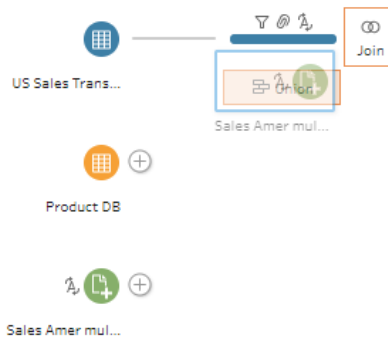 Join
US Sales Trans...
Union
Sales Amer mul...
Product DB
Sales Amer mul...